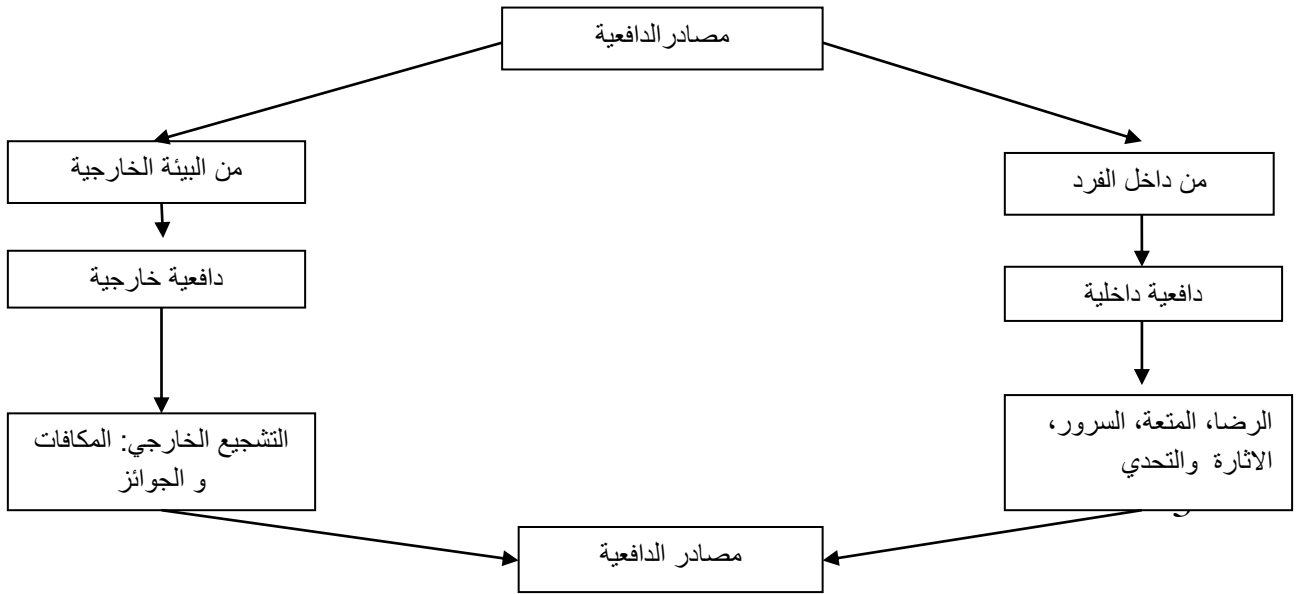 مصادر الدافعية
من داخل الفرد
من البيئة الخارجية
دافعية داخلية
دافعية خارجية
الرضا، المتعة، السرور،
الاثارة والتحدي
التشجيع الخارجي: المكافات
و الجوائز
مصادر الدافعية